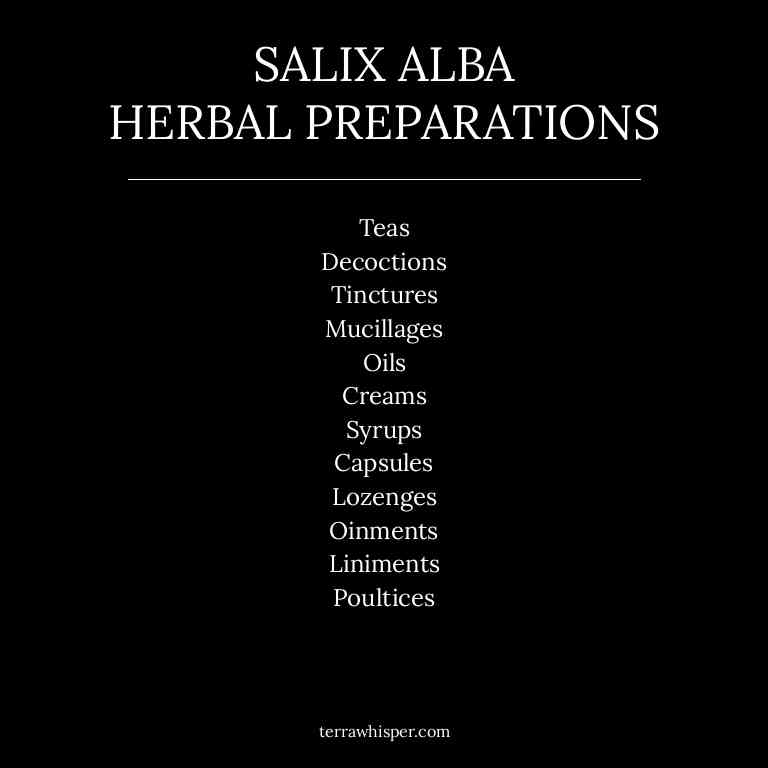 SALIX ALBA
HERBAL PREPARATIONS
Teas
Decoctions
Tinctures
Mucillages
Oils
Creams
Syrups
Capsules
Lozenges
Oinments
Liniments
Poultices
terrawhisper.com